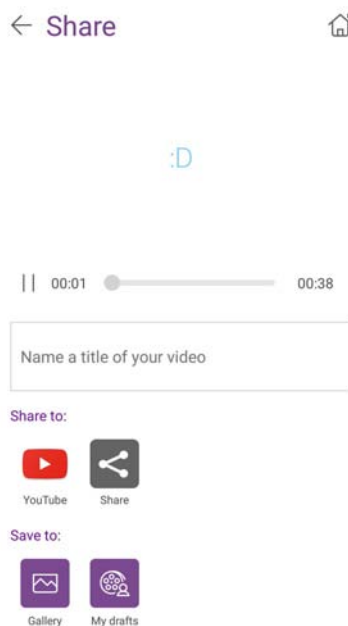 Share
:D
00:01 00:38
Name a title of your video
Share to:
YouTube Share
Save to:
Gallery My drafts